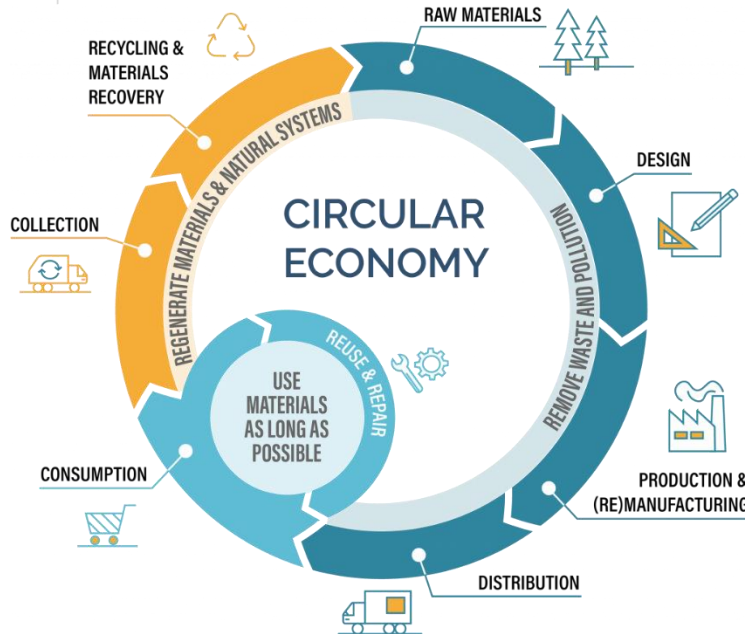 CIRCULAR
ECONOMY
RAW MATERIALS
DESIGN
PRODUCTION &
(RE)MANUFACTURING
DISTRIBUTION
CONSUMPTION
COLLECTION
RECYCLING &
MATERIALS
RECOVERY
REMOVE WASTE AND POLLUTION
REUSE & REPAIR
USE
MATERIALS
AS LONG AS
POSSIBLE
REGENERATE MATERIALS & NATURAL SYSTEMS